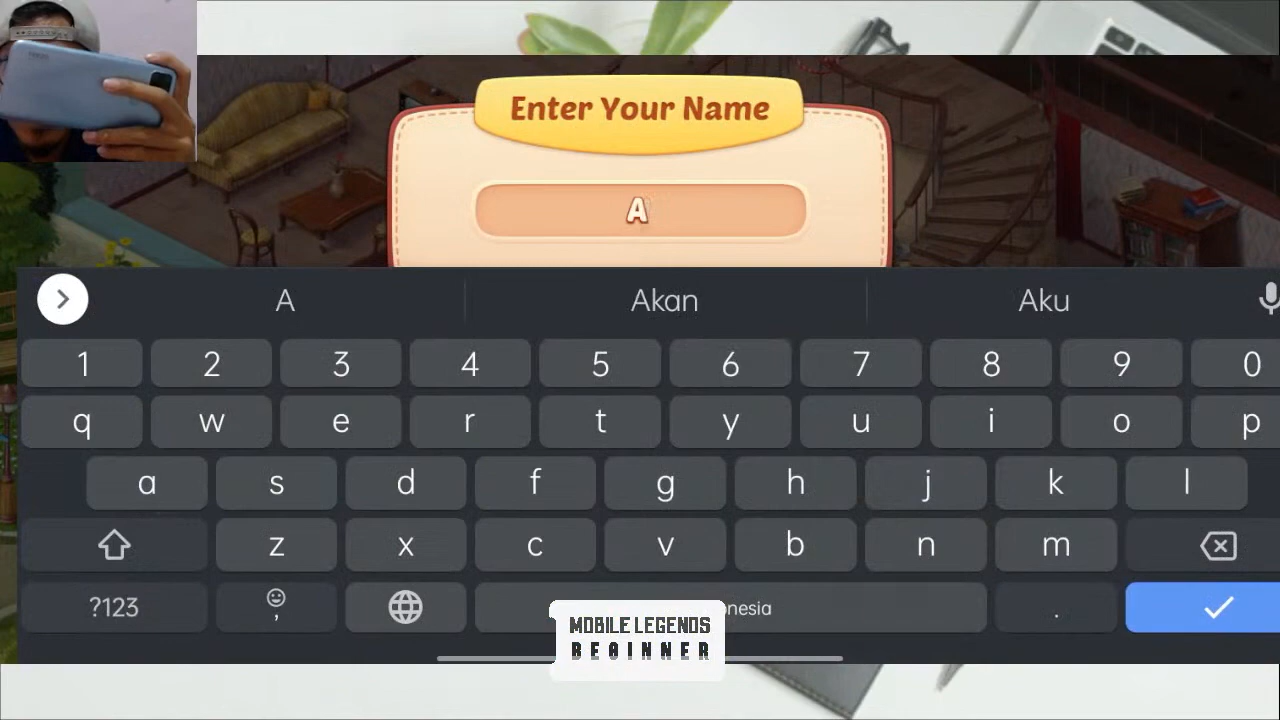 Enter Your Name
A
A Akan Aku
1 2 3 4 5 6 7 8 9 0
q w e r t y u i o p
a s d f g h j k l
z x c v b n m
?123 , nesia .
MOBILE LEGENDS
BEGINNER